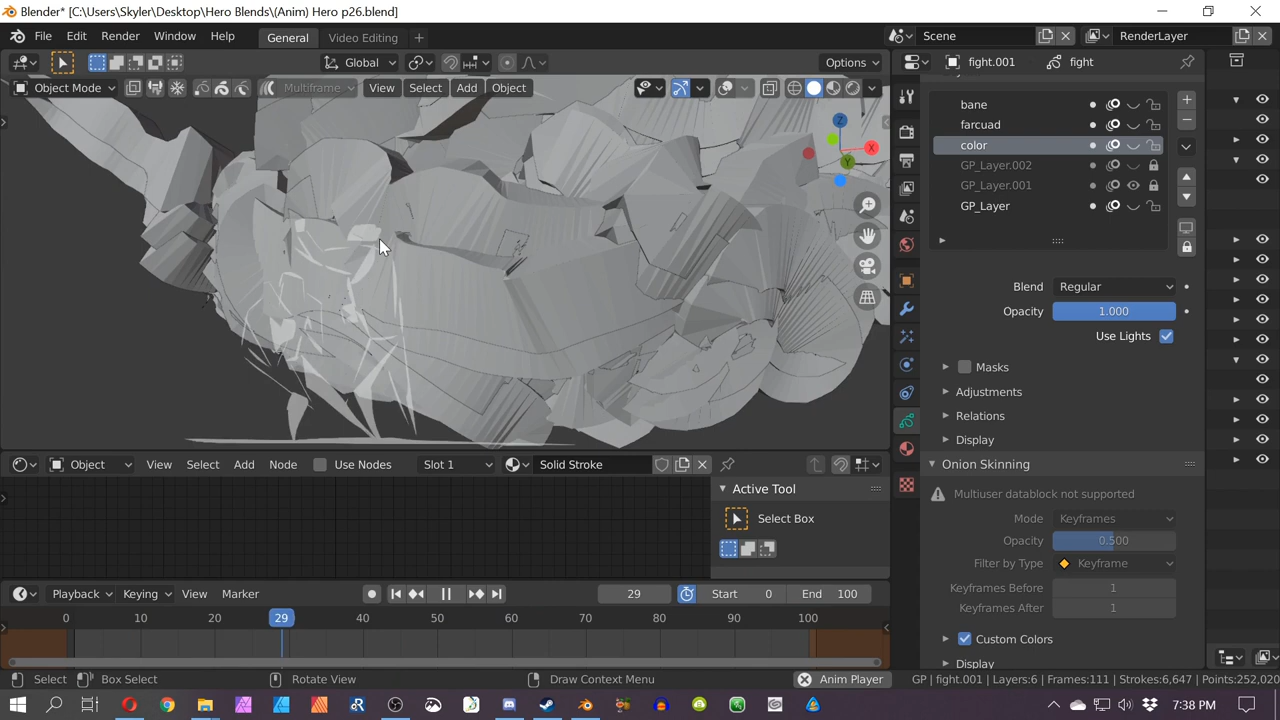 Blender* [C:\Users\Skyler\Desktop\Hero Blends\(Anim) Hero p26.blend]
File Edit Render Window Help General Video Editing + Scene RenderLayer
Global Options fight.001 fight
Object Mode Multiframe View Select Add Object
Z
X
Y
bane
farcuad
color
GP_Layer.002
GP_Layer.001
GP_Layer
Blend Regular
Opacity 1.000
Use Lights
Masks
Adjustments
Relations
Display
Onion Skinning
Multiuser datablock not supported
Mode Keyframes
Opacity 0.500
Filter by Type Keyframe
Keyframes Before 1
Keyframes After 1
Custom Colors
Display
Object View Select Add Node Use Nodes Slot 1 Solid Stroke
Active Tool
Select Box
Playback Keying View Marker 29 Start 0 End 100
0 10 20 29 40 50 60 70 80 90 100
Select Box Select Rotate View Draw Context Menu Anim Player GP | fight.001 | Layers:6 | Frames:111 | Strokes:6,647 | Points:252,020
7:38 PM